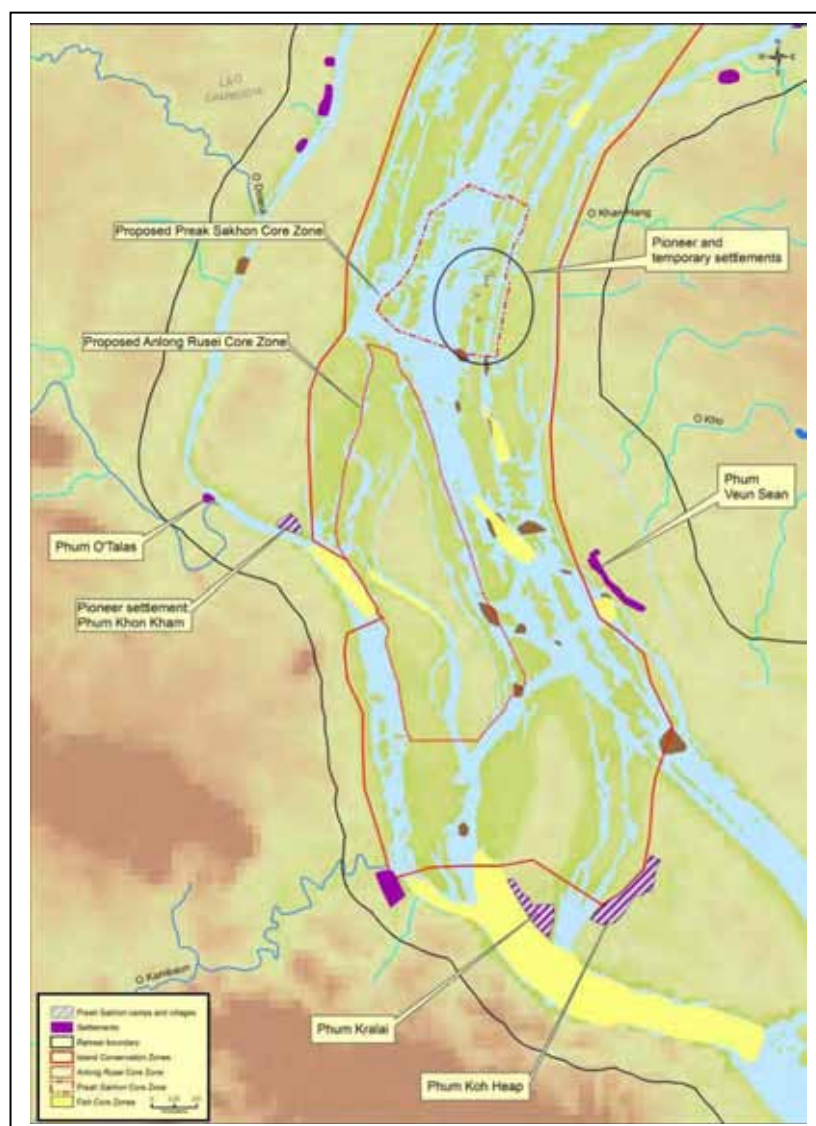 LAO
CAMBODIA
O Khan Hang
Proposed Preak Sakhon Core Zone
Pioneer and
temporary settlements
Proposed Anlong Rusei Core Zone
O Kho
Phum
Veun Sean
Phum O'Talas
Pioneer settlement:
Phum Khon Kham
O Kambaun
Phum Kralai
Phum Koh Heap
Preak Sakhon camps and villages
Settlements
Ramsar boundary
Island Conservation Zones
Anlong Rusei Core Zone
Preak Sakhon Core Zone
Fish Core Zones